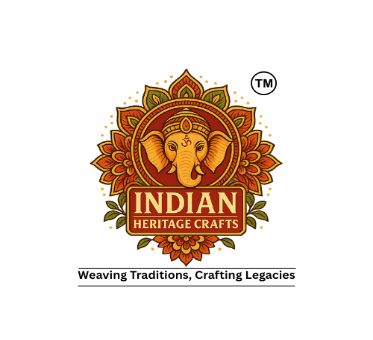 TM
ॐ
INDIAN
HERITAGE CRAFTS
Weaving Traditions, Crafting Legacies